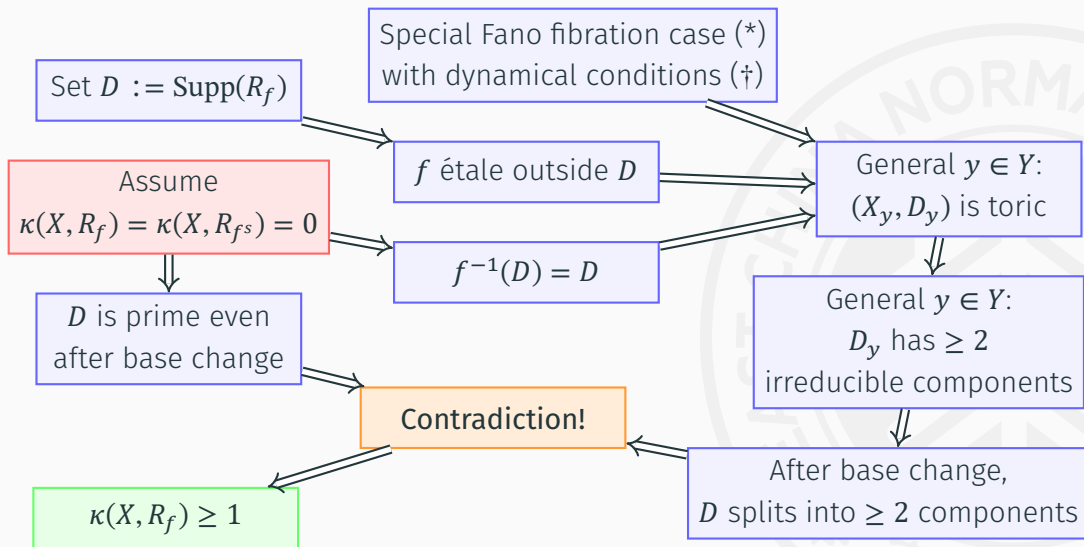 Special Fano fibration case (*)
with dynamical conditions (†)
Set 𝐷 := Supp(𝑅_𝑓)
𝑓 étale outside 𝐷
General 𝑦 ∈ 𝑌:
(𝑋_𝑦, 𝐷_𝑦) is toric
Assume
𝜅(𝑋, 𝑅_𝑓) = 𝜅(𝑋, 𝑅_{𝑓^𝑠}) = 0
𝑓⁻¹(𝐷) = 𝐷
𝐷 is prime even
after base change
General 𝑦 ∈ 𝑌:
𝐷_𝑦 has ≥ 2
irreducible components
Contradiction!
After base change,
𝐷 splits into ≥ 2 components
𝜅(𝑋, 𝑅_𝑓) ≥ 1